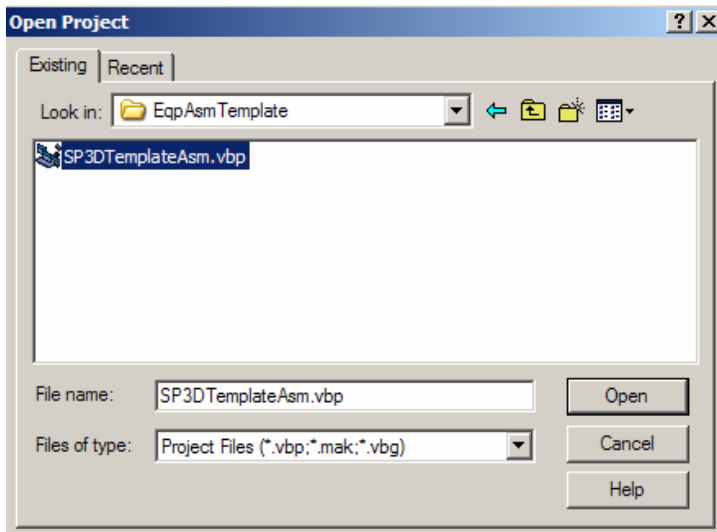 Open Project
Existing Recent
Look in: EqpAsmTemplate
SP3DTemplateAsm.vbp
File name: SP3DTemplateAsm.vbp Open
Files of type: Project Files (*.vbp;*.mak;*.vbg) Cancel
Help